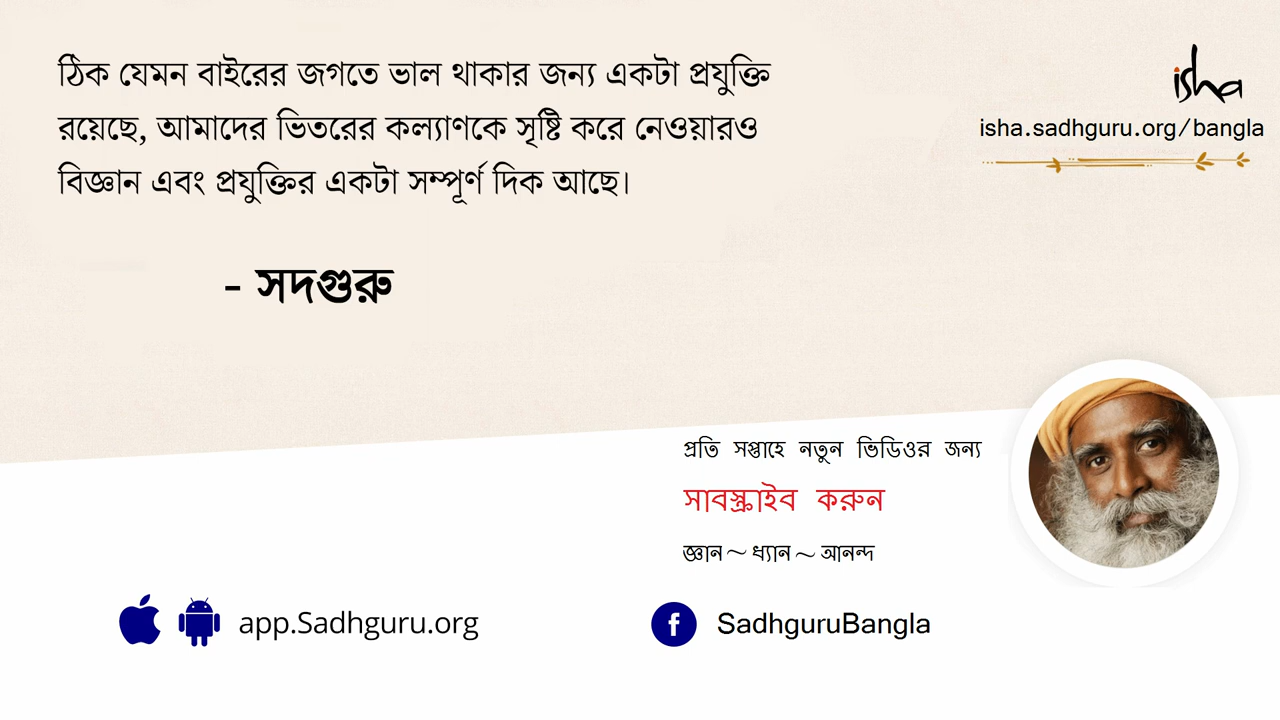 ঠিক যেমন বাইরের জগতে ভাল থাকার জন্য একটা প্রযুক্তি
রয়েছে, আমাদের ভিতরের কল্যাণকে সৃষ্টি করে নেওয়ারও
বিজ্ঞান এবং প্রযুক্তির একটা সম্পূর্ণ দিক আছে।
- সদগুরু
isha
isha.sadhguru.org/bangla
প্রতি সপ্তাহে নতুন ভিডিওর জন্য
সাবস্ক্রাইব করুন
জ্ঞান ~ ধ্যান ~ আনন্দ
app.Sadhguru.org
f SadhguruBangla